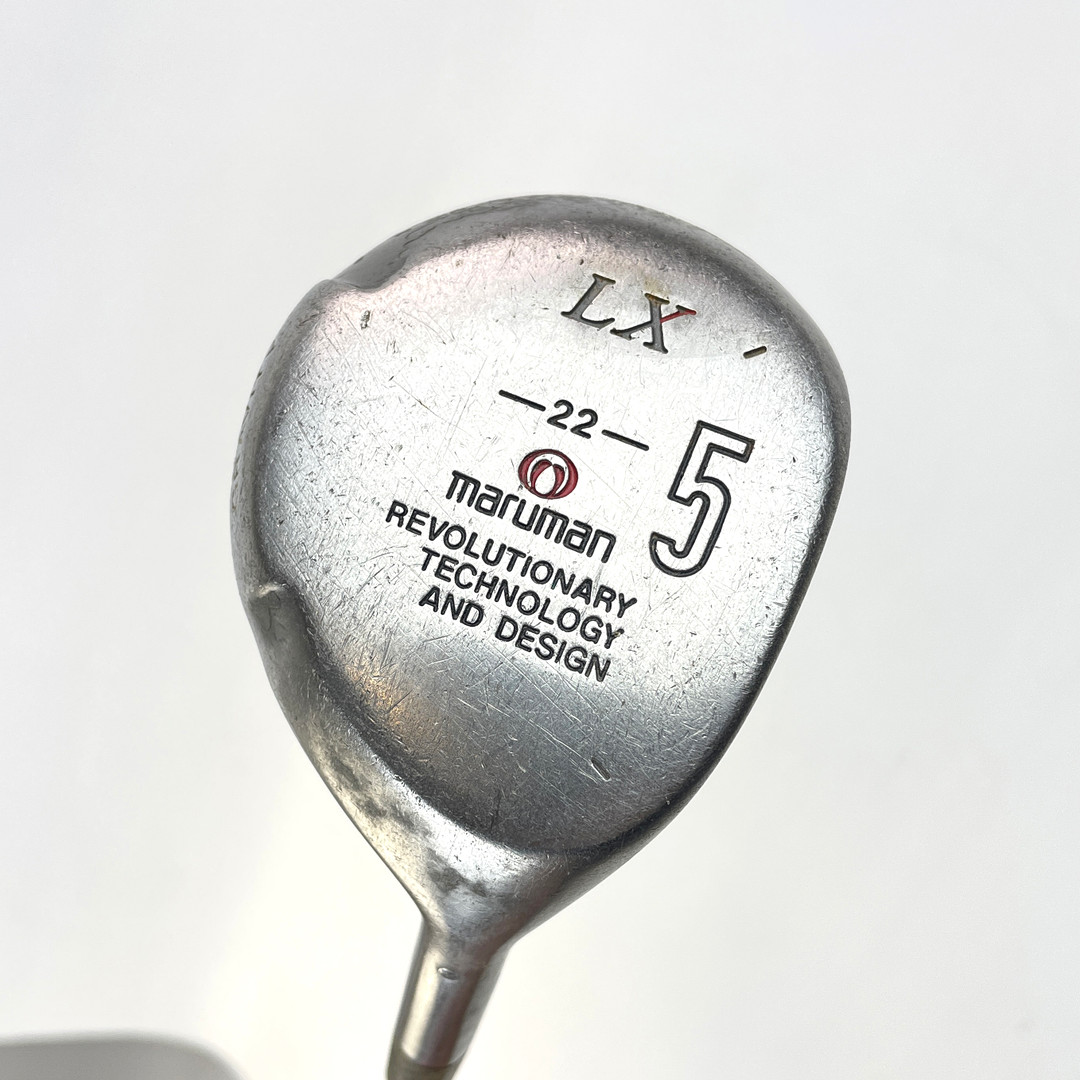 LX
—22—
5
maruman
REVOLUTIONARY
TECHNOLOGY
AND DESIGN